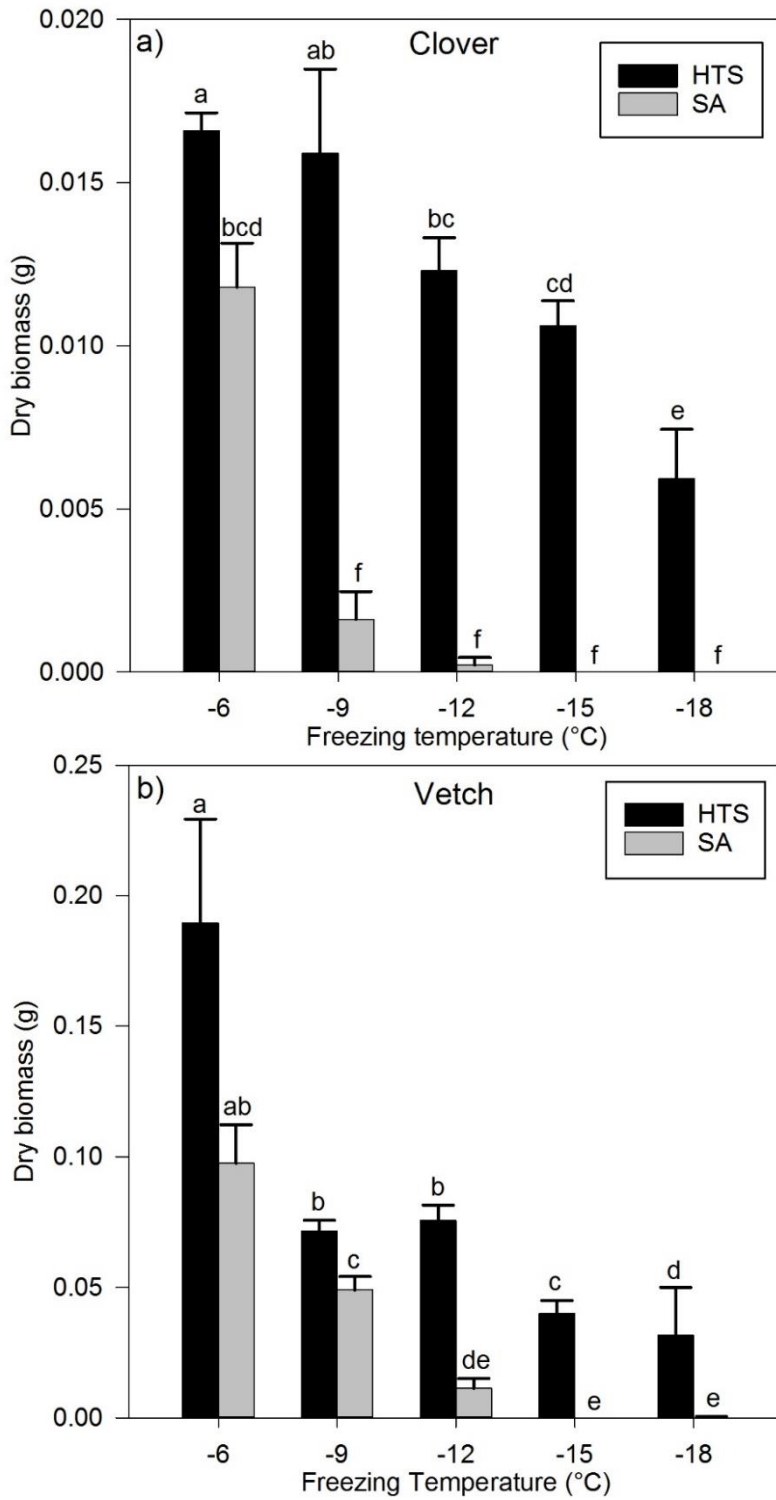 a) Clover
HTS
SA
0.020
0.015
0.010
0.005
0.000
Dry biomass (g)
a
bcd
ab
f
bc
f
cd
f
e
f
-6 -9 -12 -15 -18
Freezing temperature (°C)
b) Vetch
HTS
SA
0.25
0.20
0.15
0.10
0.05
0.00
Dry biomass (g)
a
ab
b
c
b
de
c
e
d
e
-6 -9 -12 -15 -18
Freezing Temperature (°C)